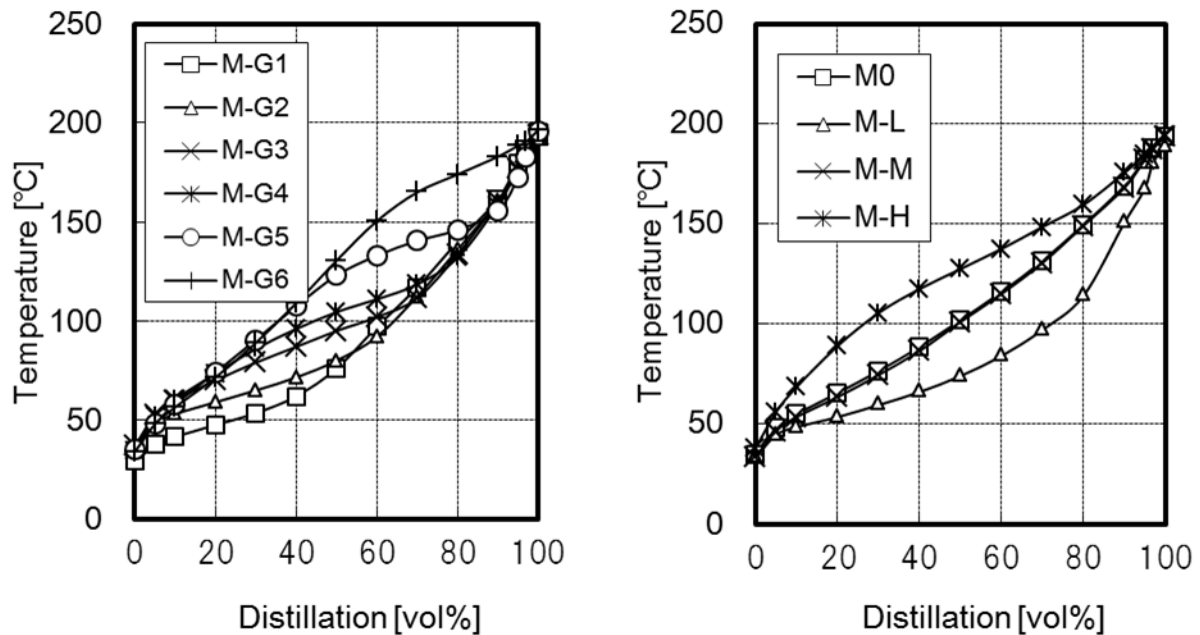 Temperature [°C]
250
200
150
100
50
0
M-G1
M-G2
M-G3
M-G4
M-G5
M-G6
0 20 40 60 80 100
Distillation [vol%]
Temperature [°C]
250
200
150
100
50
0
M0
M-L
M-M
M-H
0 20 40 60 80 100
Distillation [vol%]